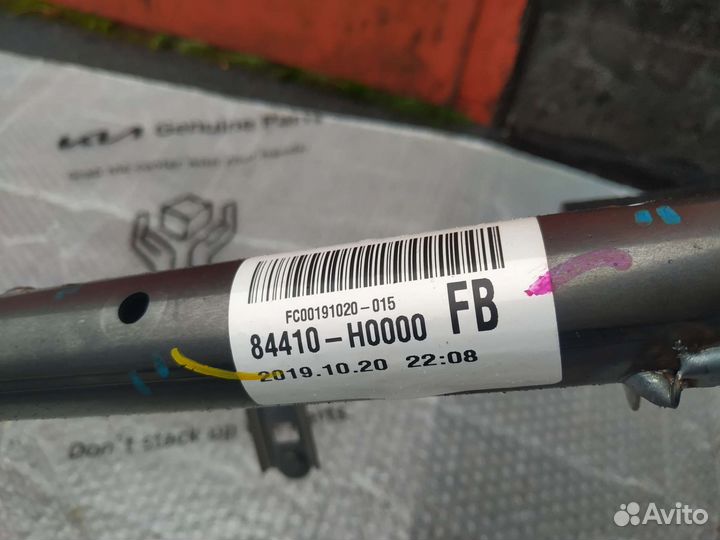 KIA Genuine Parts
FC00191020-015
84410-H0000 FB
2019.10.20 22:08
Don't stack up
Avito